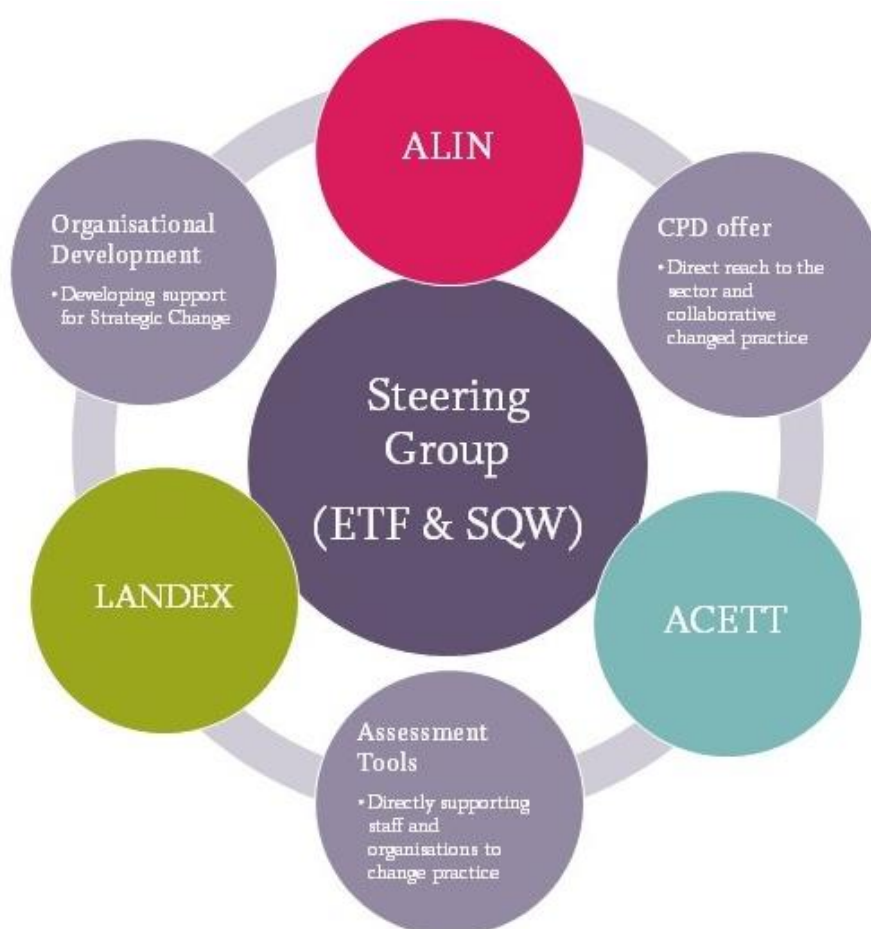 ALIN
Organisational
Development
• Developing support
for Strategic Change
CPD offer
• Direct reach to the
sector and
collaborative
changed practice
Steering
Group
(ETF & SQW)
LANDEX
ACETT
Assessment
Tools
• Directly supporting
staff and
organisations to
change practice